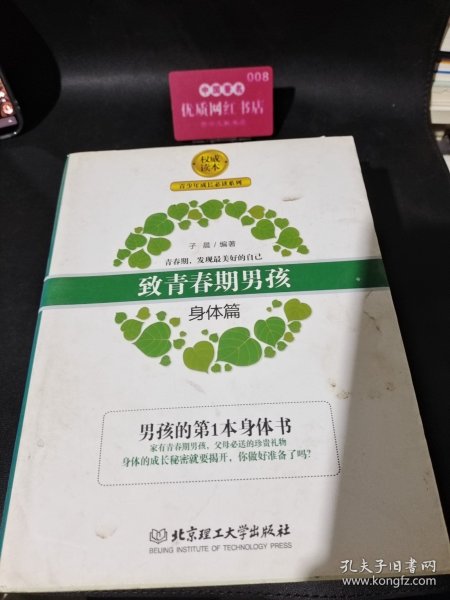 008
中国著名
优质网红书店
权威
读本
青少年成长必读系列
子晨/编著
青春期,发现最美好的自己
致青春期男孩
身体篇
男孩的第1本身体书
家有青春期男孩,父母必送的珍贵礼物
身体的成长秘密就要揭开,你做好准备了吗?
北京理工大学出版社
BEIJING INSTITUTE OF TECHNOLOGY PRESS
孔夫子旧书网
www.kongfz.com